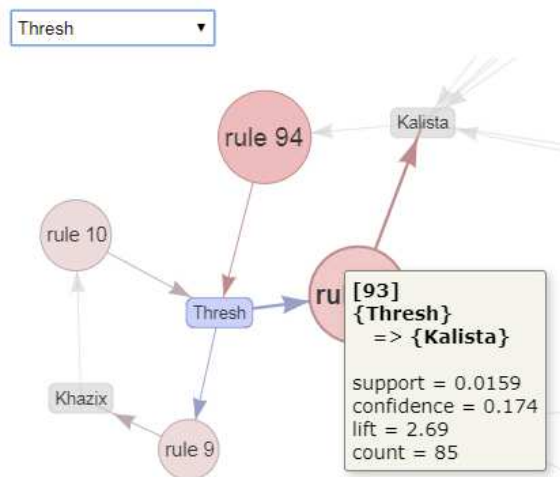 Thresh
Kalista
rule 94
rule 10
Thresh
ru
[93]
{Thresh}
=> {Kalista}
support = 0.0159
confidence = 0.174
lift = 2.69
count = 85
Khazix
rule 9